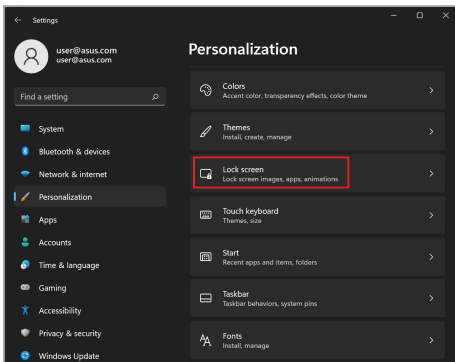 Settings
user@asus.com
user@asus.com
Find a setting
System
Bluetooth & devices
Network & internet
Personalization
Apps
Accounts
Time & language
Gaming
Accessibility
Privacy & security
Windows Update
Personalization
Colors
Accent color, transparency effects, color theme
Themes
Install, create, manage
Lock screen
Lock screen images, apps, animations
Touch keyboard
Themes, size
Start
Recent apps and items, folders
Taskbar
Taskbar behaviors, system pins
Fonts
Install, manage